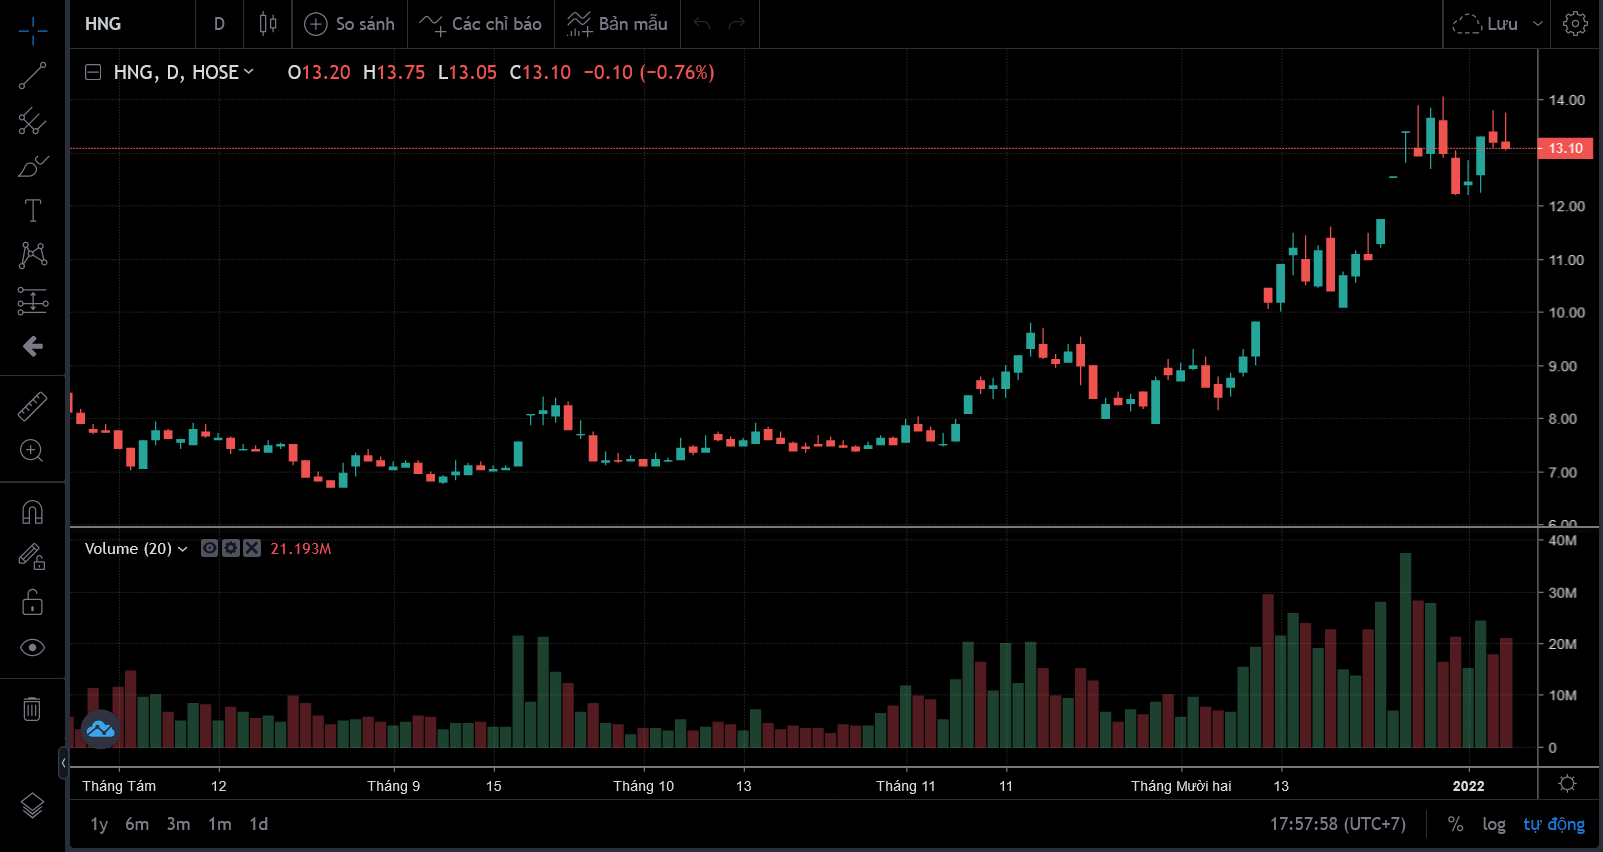 HNG D So sánh Các chỉ báo Bản mẫu Lưu
HNG, D, HOSE O13.20 H13.75 L13.05 C13.10 −0.10 (−0.76%)
14.00
13.10
12.00
11.00
10.00
9.00
8.00
7.00
6.00
Volume (20) 21.193M
40M
30M
20M
10M
0
Tháng Tám 12 Tháng 9 15 Tháng 10 13 Tháng 11 11 Tháng Mười hai 13 2022
1y 6m 3m 1m 1d 17:57:58 (UTC+7) % log tự động